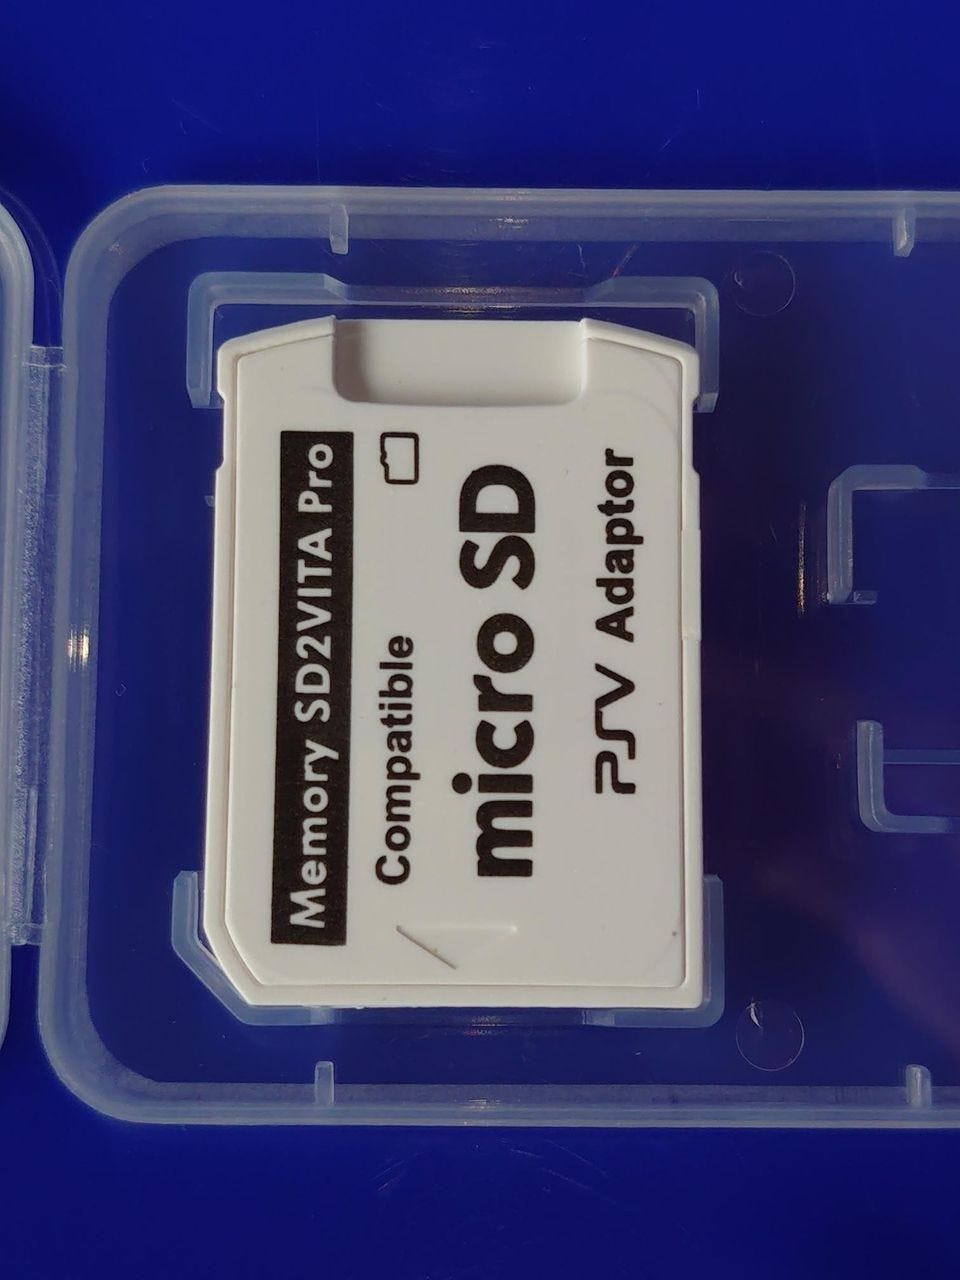 Memory SD2VITA Pro
Compatible
micro SD
PSV Adaptor